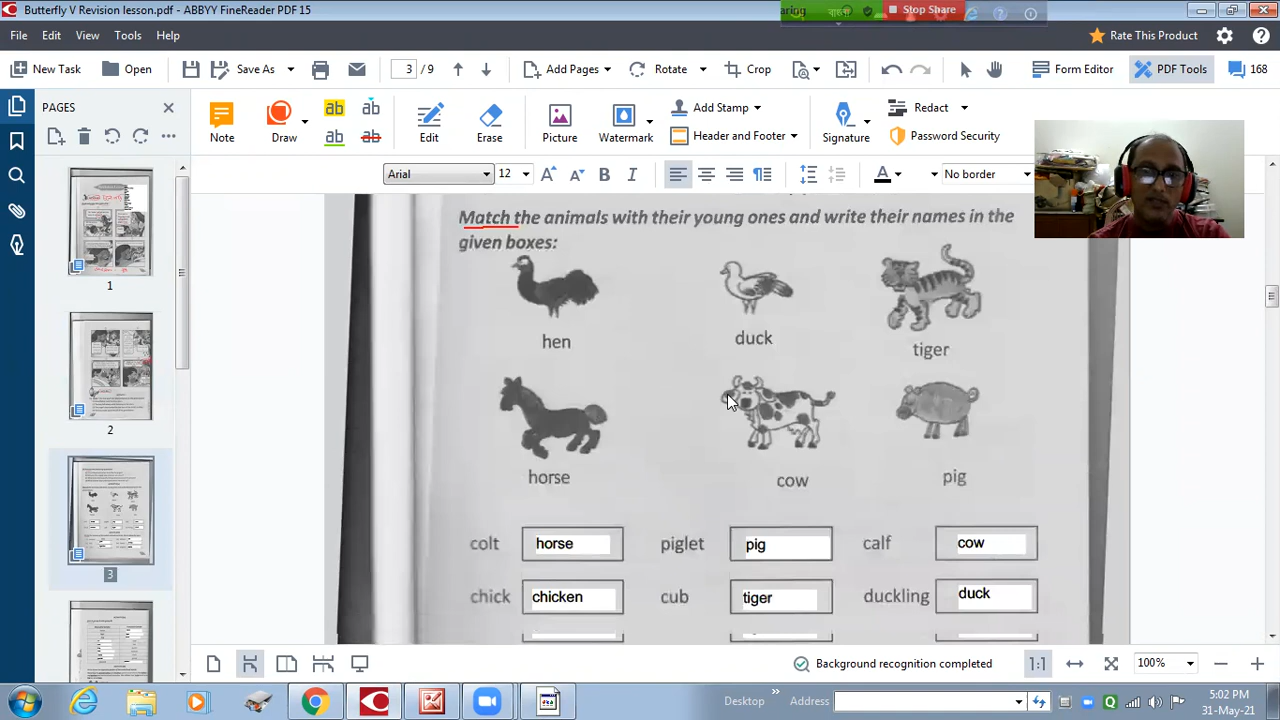 Butterfly V Revision lesson.pdf - ABBYY FineReader PDF 15
aring
বাংলা
Stop Share
File Edit View Tools Help
Rate This Product
New Task Open Save As 3 / 9 Add Pages Rotate Crop Form Editor PDF Tools 168
PAGES
Note Draw Edit Erase Picture Watermark Add Stamp Header and Footer Signature Redact Password Security
Arial 12 B I A No border
Match the animals with their young ones and write their names in the
given boxes:
hen duck tiger
horse cow pig
colt horse piglet pig calf cow
chick chicken cub tiger duckling duck
1
2
3
Background recognition completed 1:1 100%
Desktop Address
5:02 PM
31-May-21